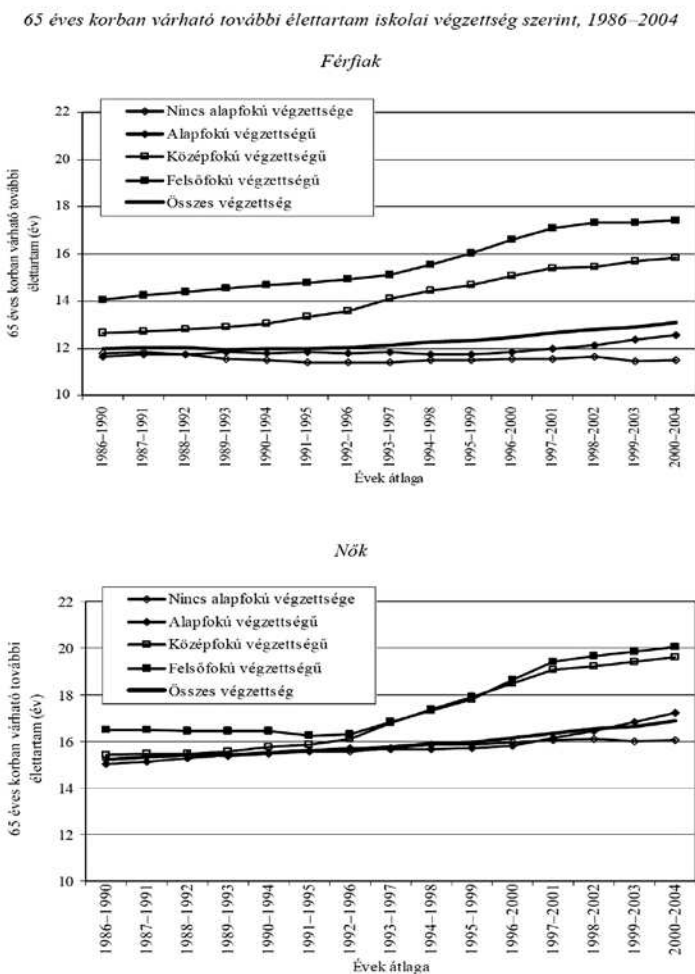 65 éves korban várható további élettartam iskolai végzettség szerint, 1986–2004
Férfiak
22
20
18
16
14
12
10
65 éves korban várható további
élettartam (év)
Nincs alapfokú végzettsége
Alapfokú végzettségű
Középfokú végzettségű
Felsőfokú végzettségű
Összes végzettség
1986–1990
1987–1991
1988–1992
1989–1993
1990–1994
1991–1995
1992–1996
1993–1997
1994–1998
1995–1999
1996–2000
1997–2001
1998–2002
1999–2003
2000–2004
Évek átlaga
Nők
22
20
18
16
14
12
10
65 éves korban várható további
élettartam (év)
Nincs alapfokú végzettsége
Alapfokú végzettségű
Középfokú végzettségű
Felsőfokú végzettségű
Összes végzettség
1986–1990
1987–1991
1988–1992
1989–1993
1990–1994
1991–1995
1992–1996
1993–1997
1994–1998
1995–1999
1996–2000
1997–2001
1998–2002
1999–2003
2000–2004
Évek átlaga